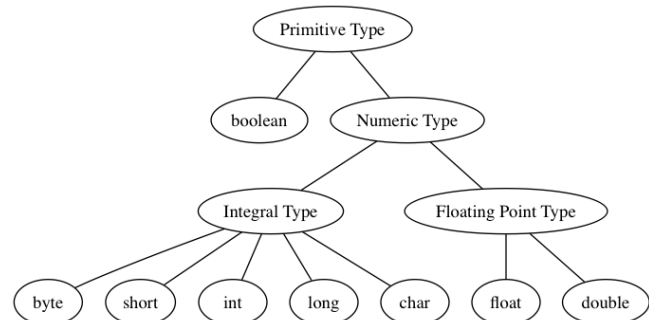 Primitive Type
boolean
Numeric Type
Integral Type
Floating Point Type
byte
short
int
long
char
float
double